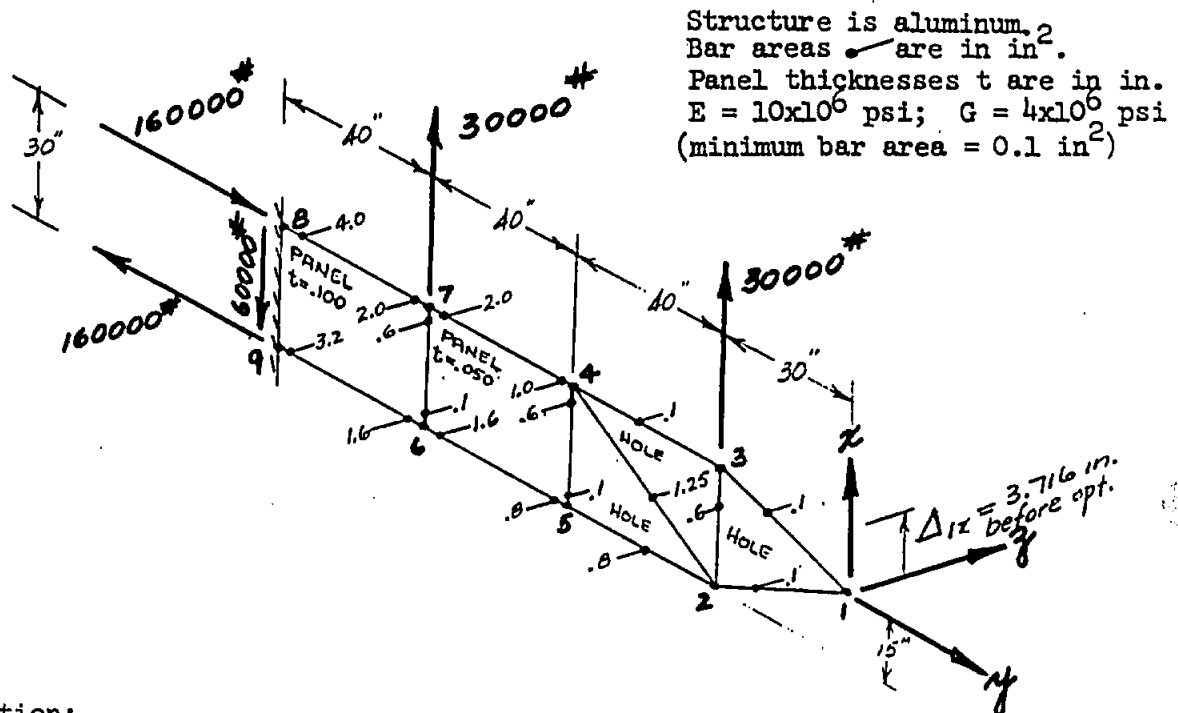 Structure is aluminum.
Bar areas are in in².
Panel thicknesses t are in in.
E = 10x10⁶ psi; G = 4x10⁶ psi
(minimum bar area = 0.1 in²)
160000#
30000#
40"
30"
40"
30000#
8
4.0
PANEL
t=.100
60000#
40"
7
2.0
2.0
.6
30"
160000#
9
3.2
PANEL
t=.050
1.0
4
.6
.1
HOLE
x
.1
1.6
6
1.6
3
1.25
.1
Δ1x = 3.716 in.
before opt.
z
.1
HOLE
.6
HOLE
.8
5
.8
.1
2
1
15"
y
tion: